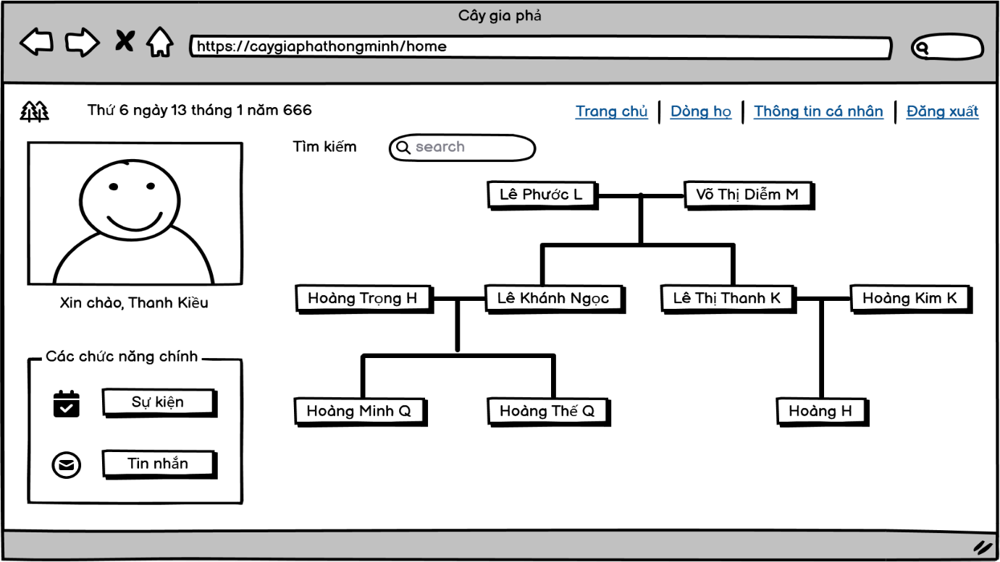 Cây gia phả
https://caygiaphathongminh/home
Thứ 6 ngày 13 tháng 1 năm 666
Trang chủ
Dòng họ
Thông tin cá nhân
Đăng xuất
Tìm kiếm
search
Lê Phước L
Võ Thị Diễm M
Hoàng Trọng H
Lê Khánh Ngọc
Lê Thị Thanh K
Hoàng Kim K
Xin chào, Thanh Kiều
Các chức năng chính
Sự kiện
Tin nhắn
Hoàng Minh Q
Hoàng Thế Q
Hoàng H